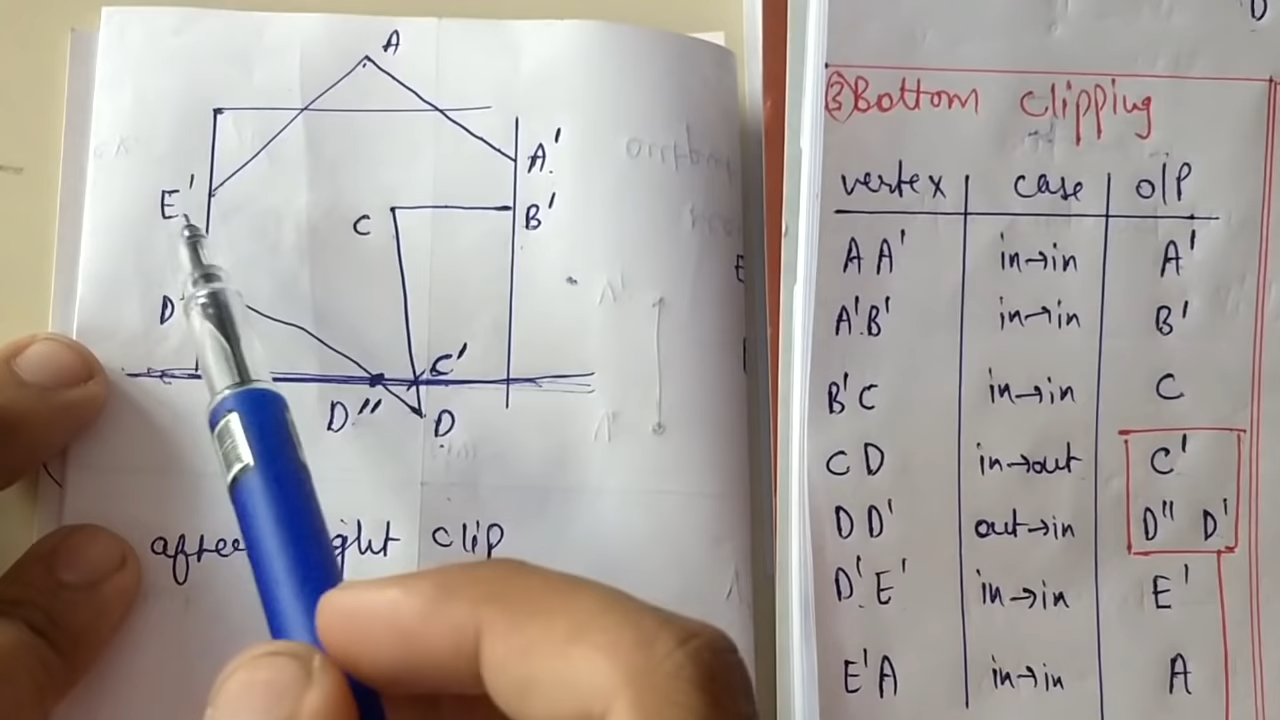 A
A'
E'
C
B'
D'
C'
D''
D
after ght clip
③Bottom clipping
vertex case o/p
A A' in→in A'
A'B' in→in B'
B'C in→in C
C D in→out C'
D D' out→in D'' D'
D'E' in→in E'
E'A in→in A